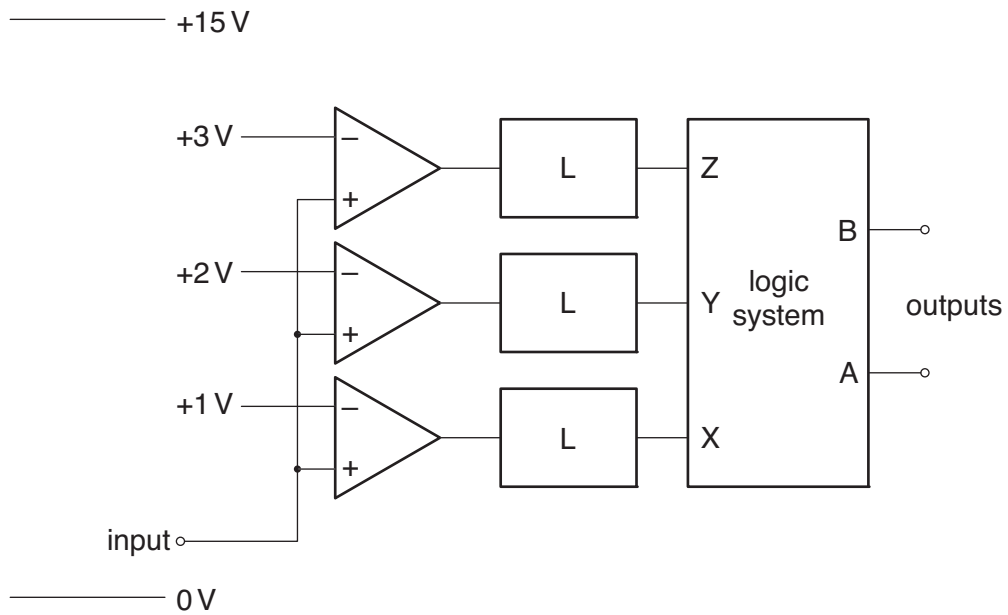 +15 V
+3 V
−
+
L
Z
+2 V
−
+
L
Y
logic
system
B
outputs
A
+1 V
−
+
L
X
input
0 V